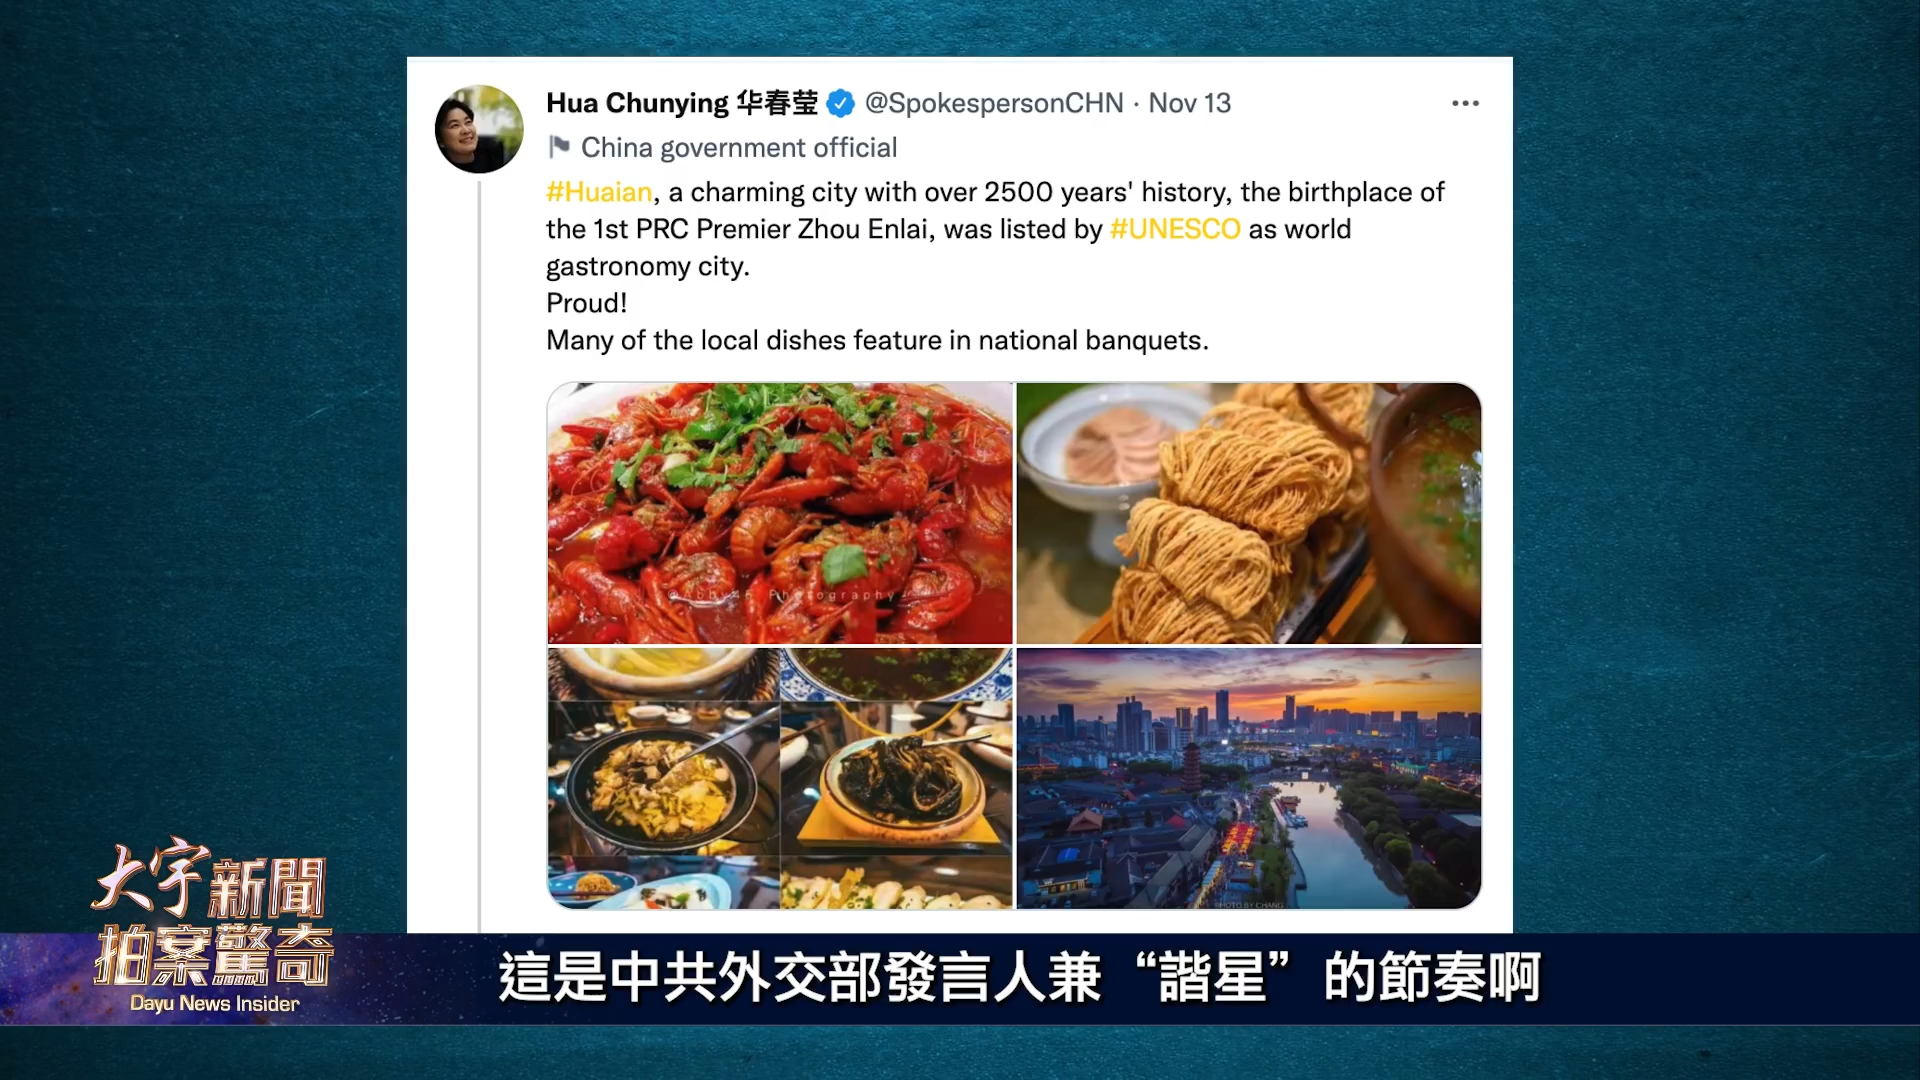 Hua Chunying 华春莹 @SpokespersonCHN · Nov 13
China government official
#Huaian, a charming city with over 2500 years' history, the birthplace of
the 1st PRC Premier Zhou Enlai, was listed by #UNESCO as world
gastronomy city.
Proud!
Many of the local dishes feature in national banquets.
PHOTO BY CHANG
大宇新聞
拍案驚奇
Dayu News Insider
這是中共外交部發言人兼“諧星”的節奏啊